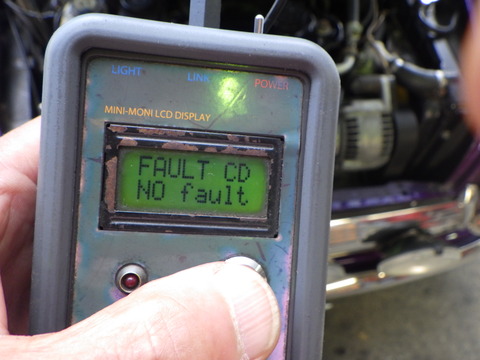 LIGHT LINK POWER
MINI-MONI LCD DISPLAY
FAULT CD
NO fault